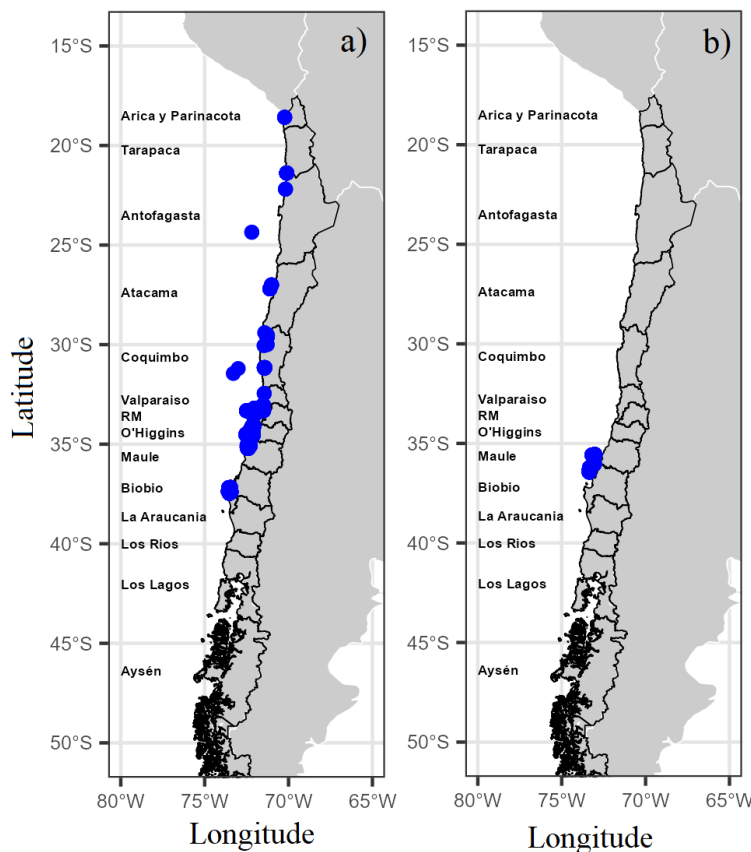 a)
15°S
Arica y Parinacota
20°S
Tarapaca
Antofagasta
25°S
Atacama
30°S
Coquimbo
Valparaiso
RM
O'Higgins
35°S
Maule
Biobio
La Araucania
40°S
Los Rios
Los Lagos
45°S
Aysén
50°S
80°W 75°W 70°W 65°W
Latitude
Longitude
b)
15°S
Arica y Parinacota
20°S
Tarapaca
Antofagasta
25°S
Atacama
30°S
Coquimbo
Valparaiso
RM
O'Higgins
35°S
Maule
Biobio
La Araucania
40°S
Los Rios
Los Lagos
45°S
Aysén
50°S
80°W 75°W 70°W 65°W
Longitude